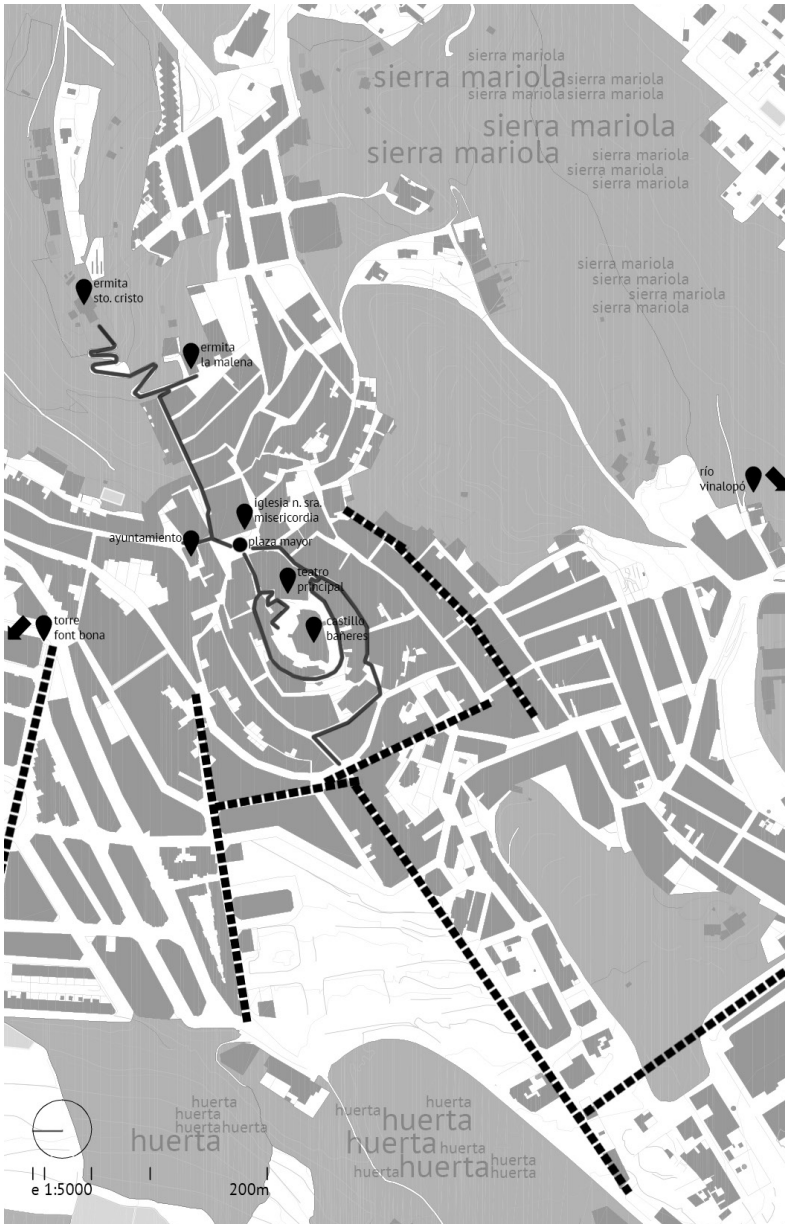 sierra mariola
sierra mariola sierra mariola
sierra mariola sierra mariola
sierra mariola
sierra mariola sierra mariola
sierra mariola
sierra mariola
sierra mariola
sierra mariola
sierra mariola
sierra mariola
ermita
sto. cristo
ermita
la malena
río
vinalopó
iglesia n. sra.
misericordia
ayuntamiento
plaza mayor
teatro
principal
castillo
bañeres
torre
font bona
huerta
huerta
huerta huerta
huerta
huerta
huerta
huerta
huerta huerta
huerta huerta huerta
huerta
e 1:5000
200m